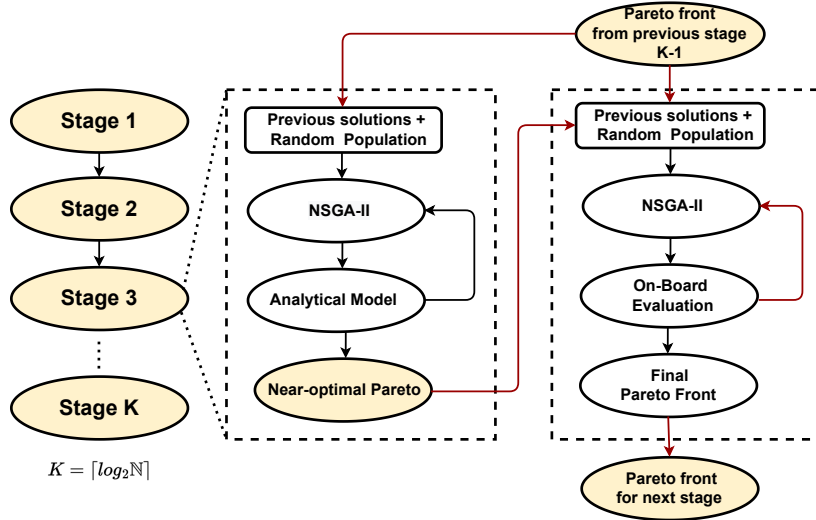 Pareto front
from previous stage
K-1
Stage 1
Stage 2
Stage 3
Stage K
K = ⌈log₂ℕ⌉
Previous solutions +
Random Population
NSGA-II
Analytical Model
Near-optimal Pareto
Previous solutions +
Random Population
NSGA-II
On-Board
Evaluation
Final
Pareto Front
Pareto front
for next stage